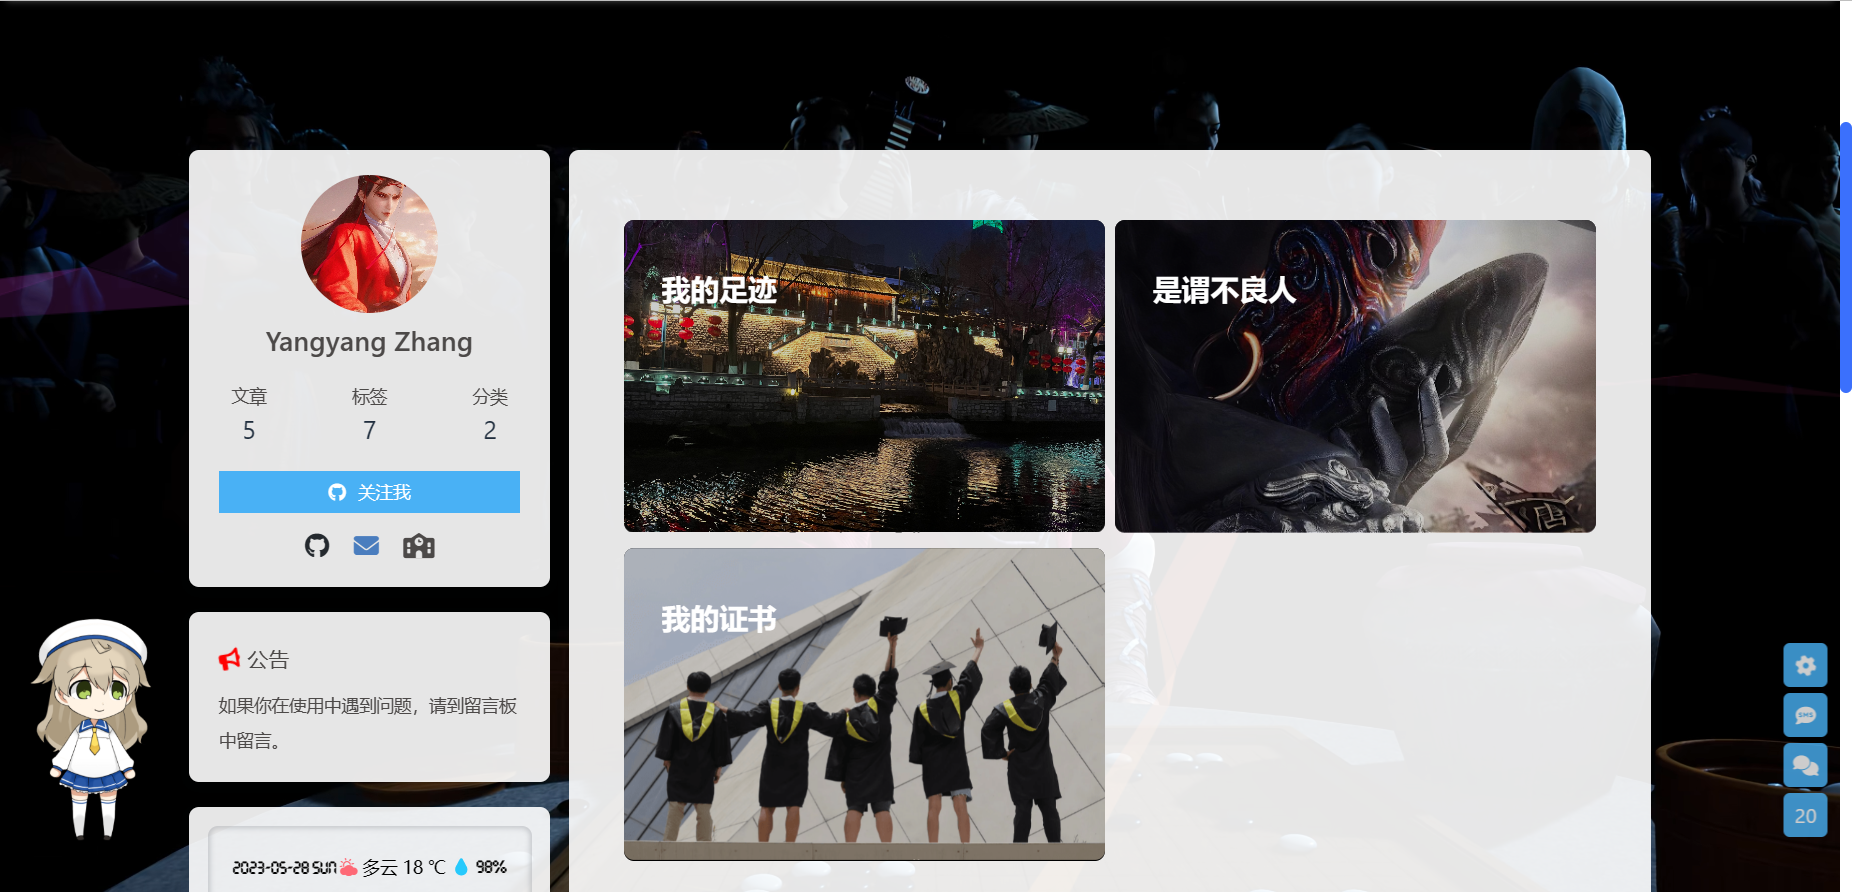 Yangyang Zhang
文章
标签
分类
5
7
2
关注我
公告
如果你在使用中遇到问题，请到留言板
中留言。
2023-05-28 SUN 多云 18 ℃ 98%
我的足迹
是谓不良人
唐
我的证书
SMS
20